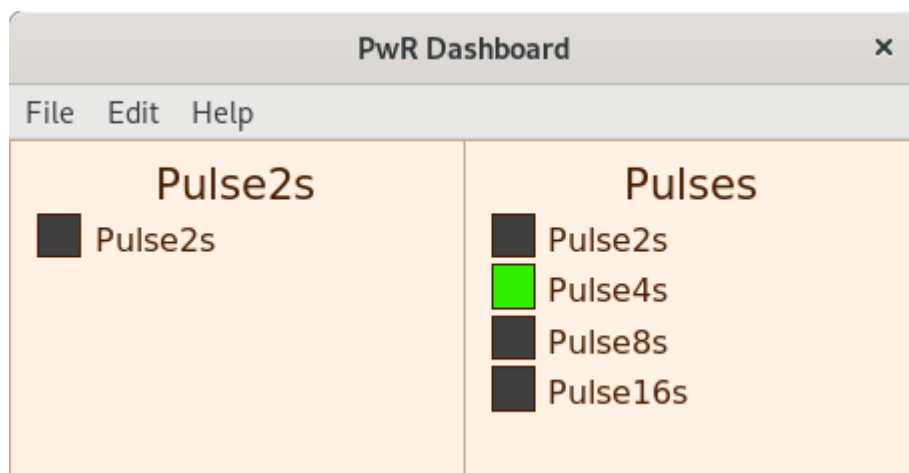 PwR Dashboard ×
File Edit Help
Pulse2s
Pulse2s
Pulses
Pulse2s
Pulse4s
Pulse8s
Pulse16s